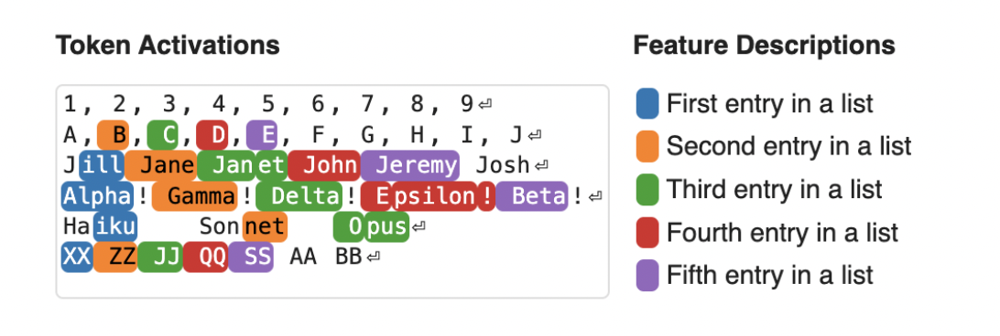 Token Activations
1, 2, 3, 4, 5, 6, 7, 8, 9⏎
A, B, C, D, E, F, G, H, I, J⏎
Jill Jane Janet John Jeremy Josh⏎
Alpha! Gamma! Delta! Epsilon! Beta!⏎
Haiku Sonnet Opus⏎
XX ZZ JJ QQ SS AA BB⏎
Feature Descriptions
First entry in a list
Second entry in a list
Third entry in a list
Fourth entry in a list
Fifth entry in a list